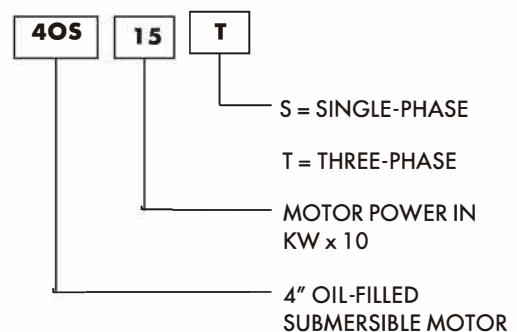 4OS 15 T
S = SINGLE-PHASE
T = THREE-PHASE
MOTOR POWER IN
KW x 10
4" OIL-FILLED
SUBMERSIBLE MOTOR